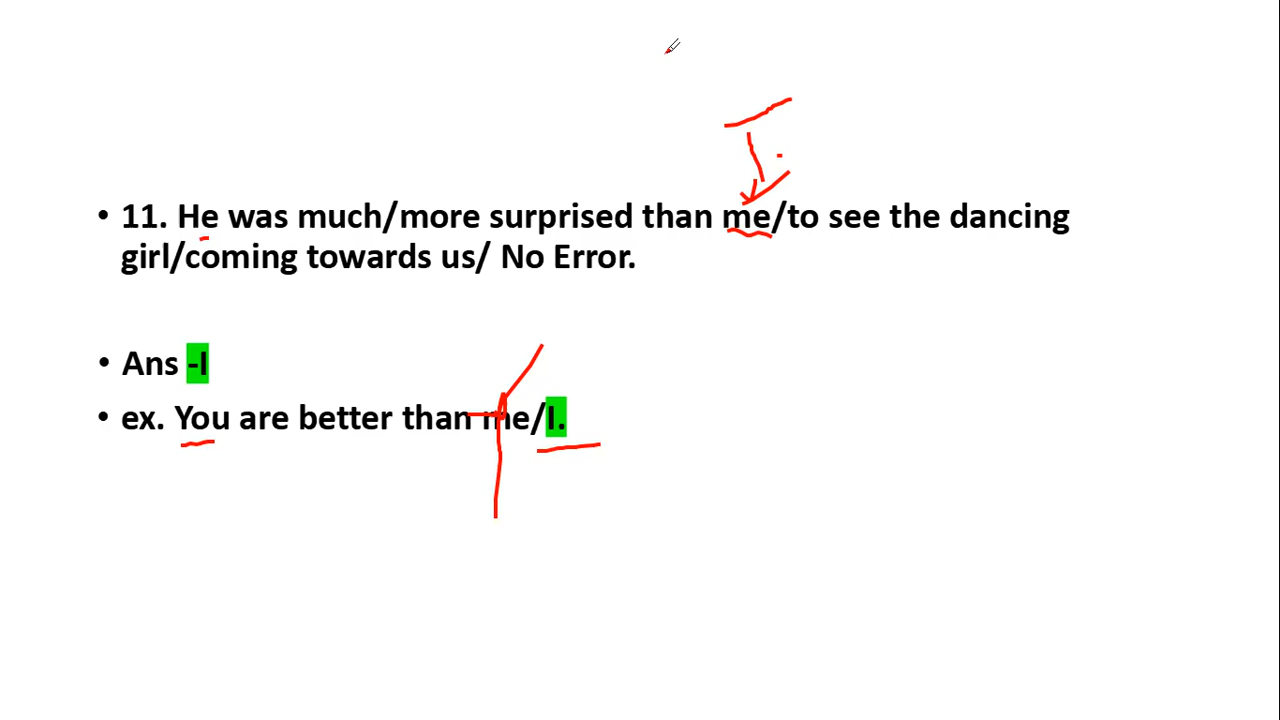 I.
• 11. He was much/more surprised than me/to see the dancing
girl/coming towards us/ No Error.
• Ans -I
• ex. You are better than me/I.